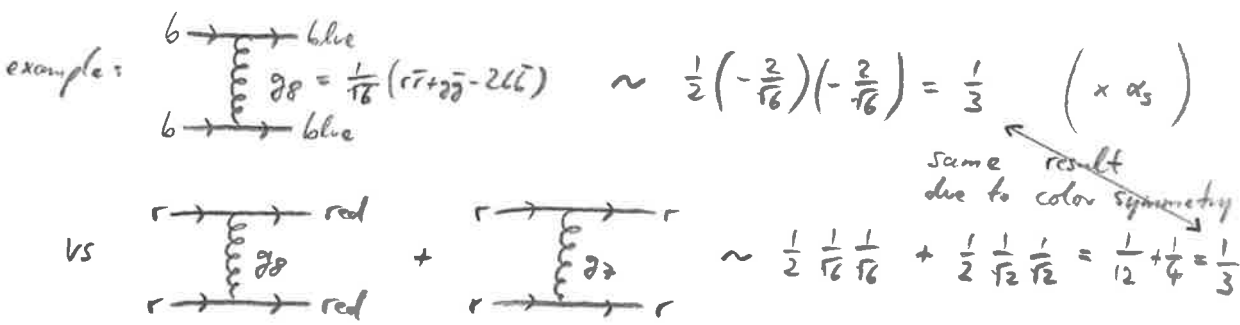 b blue
example: g8 = 1/√6 (rr̄+gḡ-2bb̄) ~ 1/2 (-2/√6)(-2/√6) = 1/3 (× αs)
b blue
same result
due to color symmetry
r red r r
vs g8 + g7 ~ 1/2 1/√6 1/√6 + 1/2 1/√2 1/√2 = 1/12 + 1/4 = 1/3
r red r r